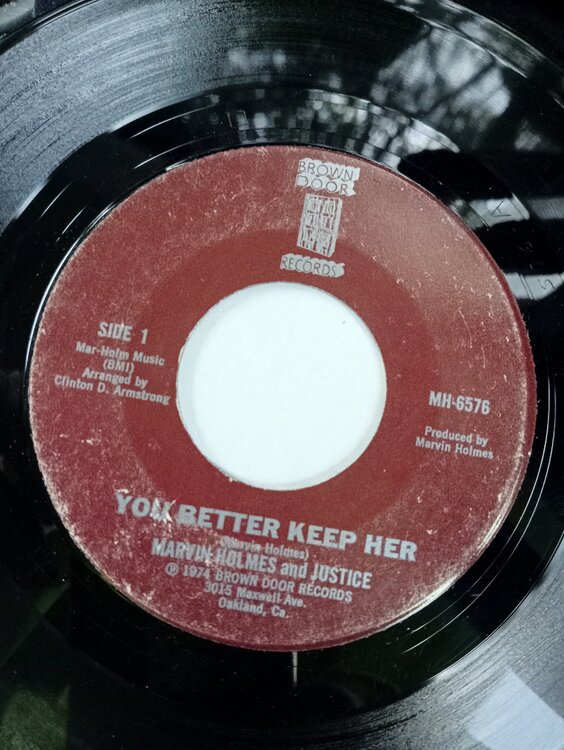 BROWN
DOOR
RECORDS
SIDE 1
Mar-Holm Music
(BMI)
Arranged by
Clinton D. Armstrong
MH-6576
Produced by
Marvin Holmes
YOU BETTER KEEP HER
(Marvin Holmes)
MARVIN HOLMES and JUSTICE
℗ 1974 BROWN DOOR RECORDS
3015 Maxwell Ave.
Oakland, Ca.